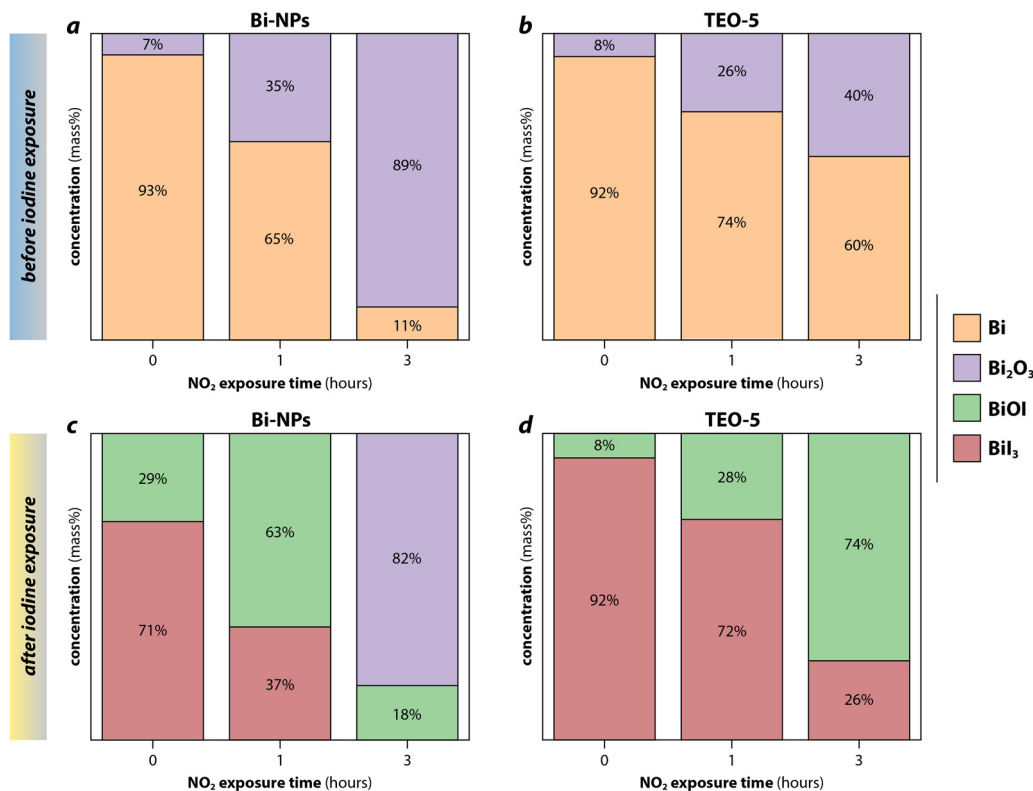 a
Bi-NPs
before iodine exposure
concentration (mass%)
7%
93%
35%
65%
89%
11%
0
1
3
NO₂ exposure time (hours)
b
TEO-5
concentration (mass%)
8%
92%
26%
74%
40%
60%
0
1
3
NO₂ exposure time (hours)
Bi
Bi₂O₃
BiOI
BiI₃
c
Bi-NPs
after iodine exposure
concentration (mass%)
29%
71%
63%
37%
82%
18%
0
1
3
NO₂ exposure time (hours)
d
TEO-5
concentration (mass%)
8%
92%
28%
72%
74%
26%
0
1
3
NO₂ exposure time (hours)